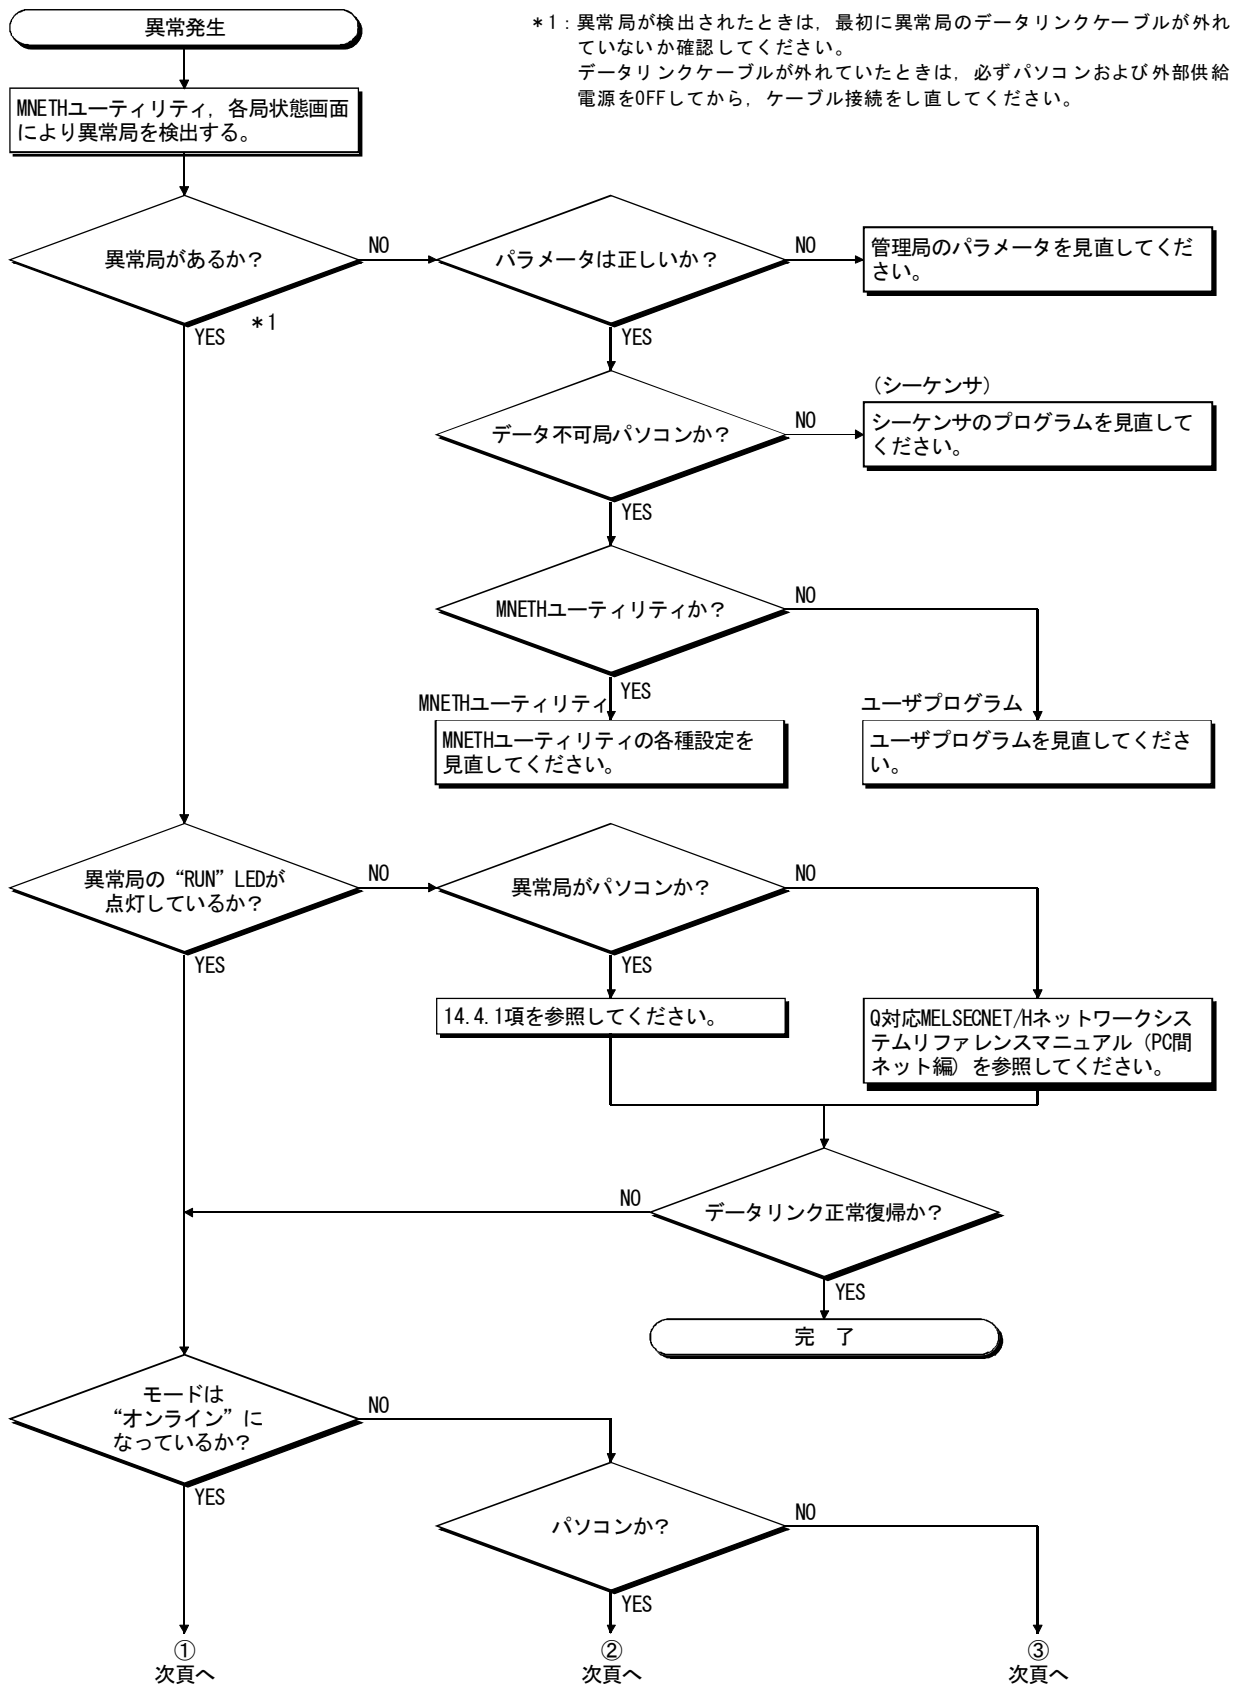 異常発生
*1:異常局が検出されたときは，最初に異常局のデータリンクケーブルが外れ
ていないか確認してください。
データリンクケーブルが外れていたときは，必ずパソコンおよび外部供給
電源をOFFしてから，ケーブル接続をし直してください。
MNETHユーティリティ，各局状態画面
により異常局を検出する。
異常局があるか？
NO
パラメータは正しいか？
NO
管理局のパラメータを見直してくだ
さい。
*1
YES
YES
(シーケンサ)
データ不可局パソコンか？
NO
シーケンサのプログラムを見直して
ください。
YES
MNETHユーティリティか？
NO
YES
MNETHユーティリティ
ユーザプログラム
MNETHユーティリティの各種設定を
見直してください。
ユーザプログラムを見直してくださ
い。
異常局の“RUN”LEDが
点灯しているか？
NO
異常局がパソコンか？
NO
YES
YES
14.4.1項を参照してください。
Q対応MELSECNET/Hネットワークシス
テムリファレンスマニュアル（PC間
ネット編）を参照してください。
NO
データリンク正常復帰か？
YES
完　了
モードは
“オンライン”に
なっているか？
NO
YES
パソコンか？
NO
YES
①
次頁へ
②
次頁へ
③
次頁へ